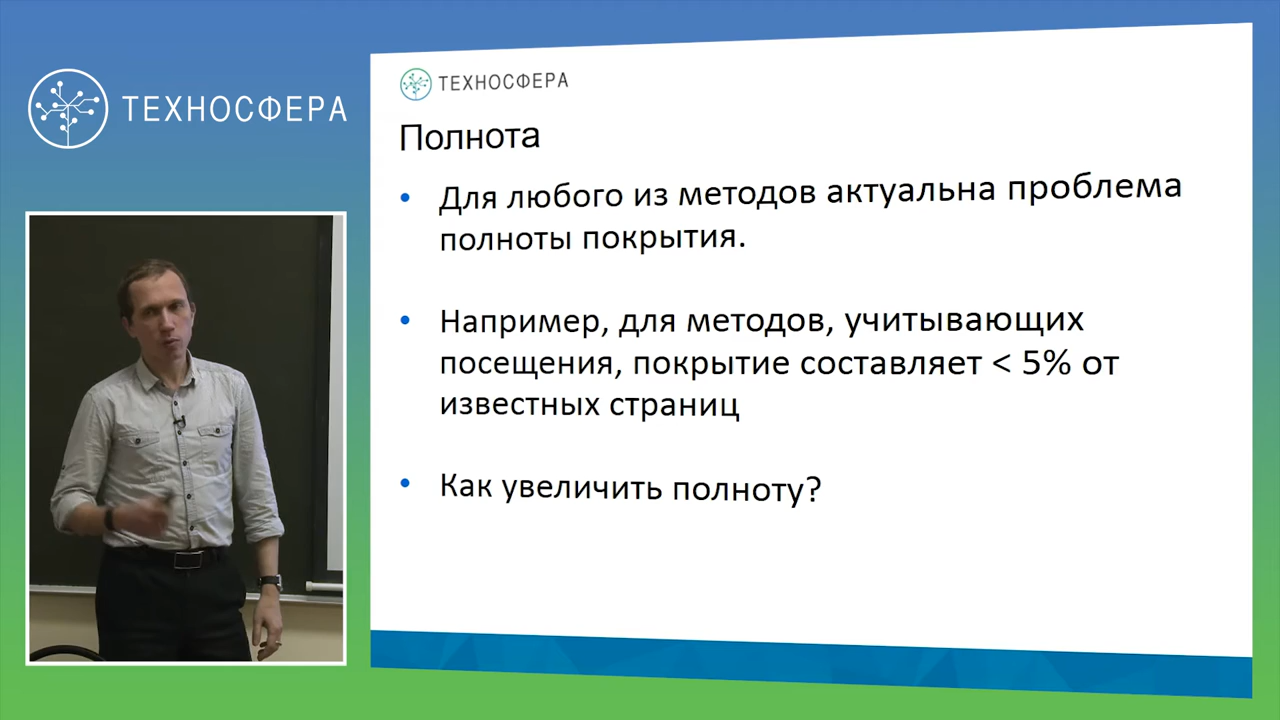 ТЕХНОСФЕРА
ТЕХНОСФЕРА
Полнота
• Для любого из методов актуальна проблема
полноты покрытия.
• Например, для методов, учитывающих
посещения, покрытие составляет < 5% от
известных страниц
• Как увеличить полноту?